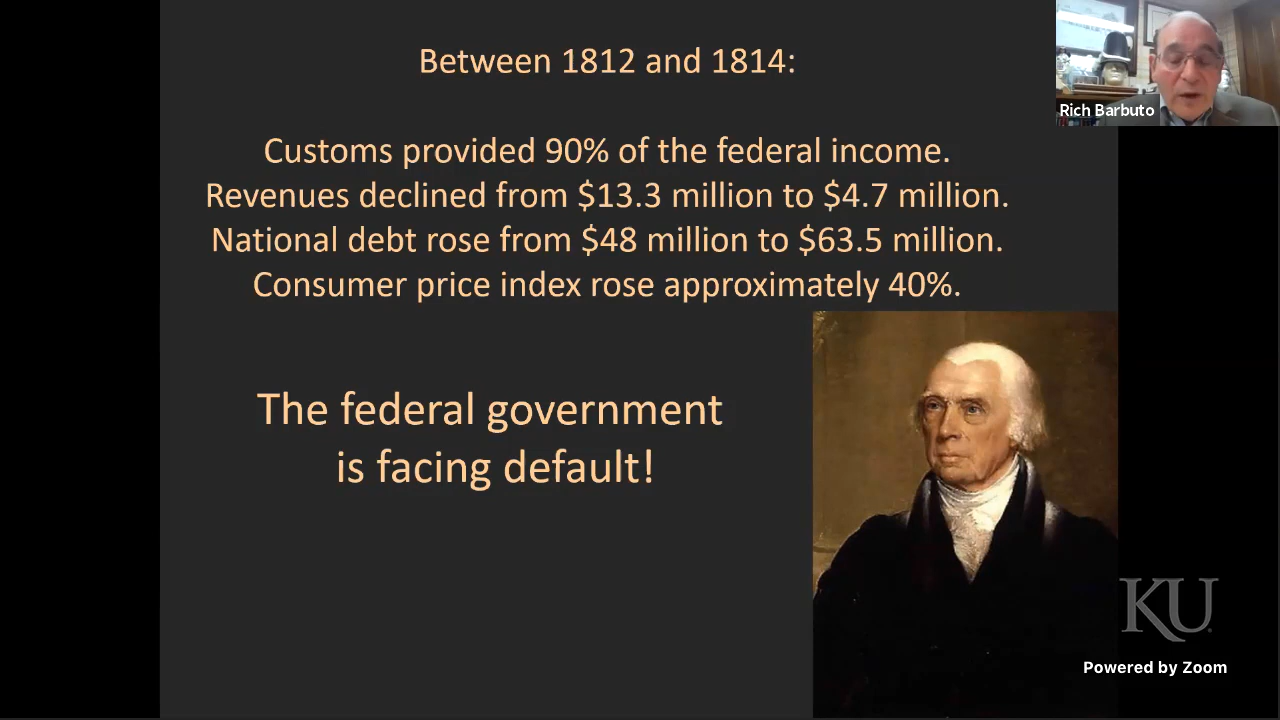 Between 1812 and 1814:
Customs provided 90% of the federal income.
Revenues declined from $13.3 million to $4.7 million.
National debt rose from $48 million to $63.5 million.
Consumer price index rose approximately 40%.
The federal government
is facing default!
Rich Barbuto
KU
Powered by Zoom